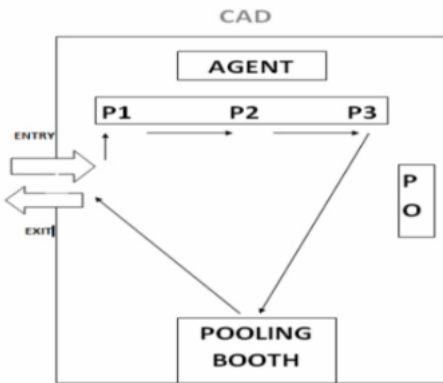 CAD
AGENT
P1 P2 P3
ENTRY
P
O
EXIT
POOLING
BOOTH